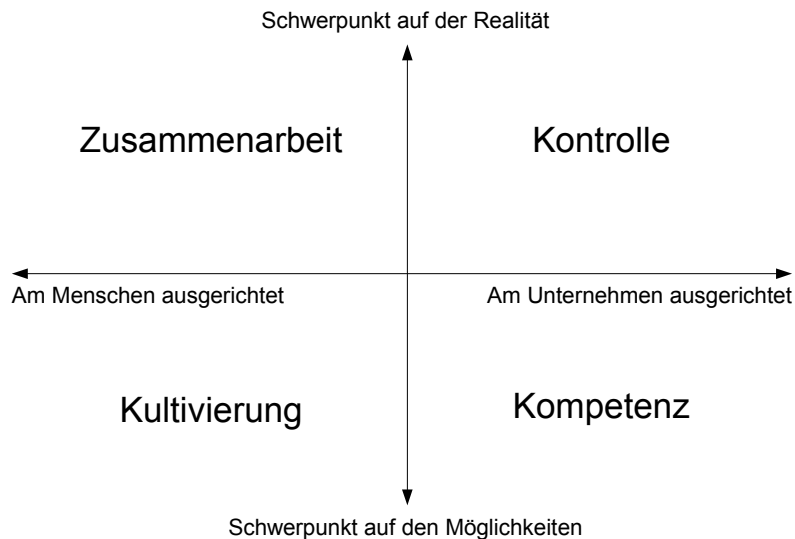 Schwerpunkt auf der Realität
Zusammenarbeit
Kontrolle
Am Menschen ausgerichtet
Am Unternehmen ausgerichtet
Kultivierung
Kompetenz
Schwerpunkt auf den Möglichkeiten